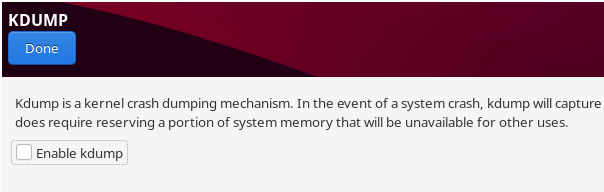 KDUMP
Done
Kdump is a kernel crash dumping mechanism. In the event of a system crash, kdump will capture
does require reserving a portion of system memory that will be unavailable for other uses.
Enable kdump